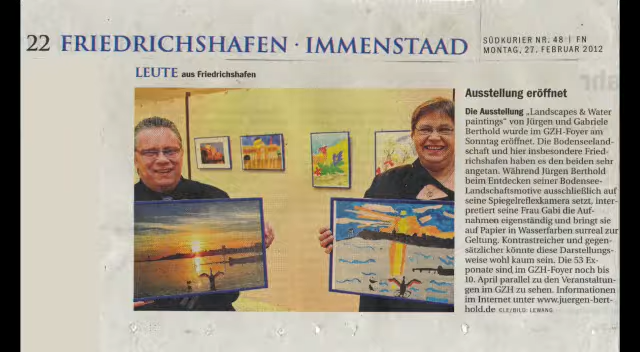 22 FRIEDRICHSHAFEN · IMMENSTAAD
SÜDKURIER NR. 48 | FN
MONTAG, 27. FEBRUAR 2012
LEUTE aus Friedrichshafen
Ausstellung eröffnet
Die Ausstellung „Landscapes & Water
paintings" von Jürgen und Gabriele
Berthold wurde im GZH-Foyer am
Sonntag eröffnet. Die Bodenseeland-
schaft und hier insbesondere Fried-
richshafen haben es den beiden sehr
angetan. Während Jürgen Berthold
beim Entdecken seiner Bodensee-
Landschaftsmotive ausschließlich auf
seine Spiegelreflexkamera setzt, inter-
pretiert seine Frau Gabi die Auf-
nahmen eigenständig und bringt sie
auf Papier in Wasserfarben surreal zur
Geltung. Kontrastreicher und gegen-
sätzlicher könnte diese Darstellungs-
weise wohl kaum sein. Die 53 Ex-
ponate sind im GZH-Foyer noch bis
10. April parallel zu den Veranstaltun-
gen im GZH zu sehen. Informationen
im Internet unter www.juergen-bert-
hold.de KLE/BILD: LEWANG